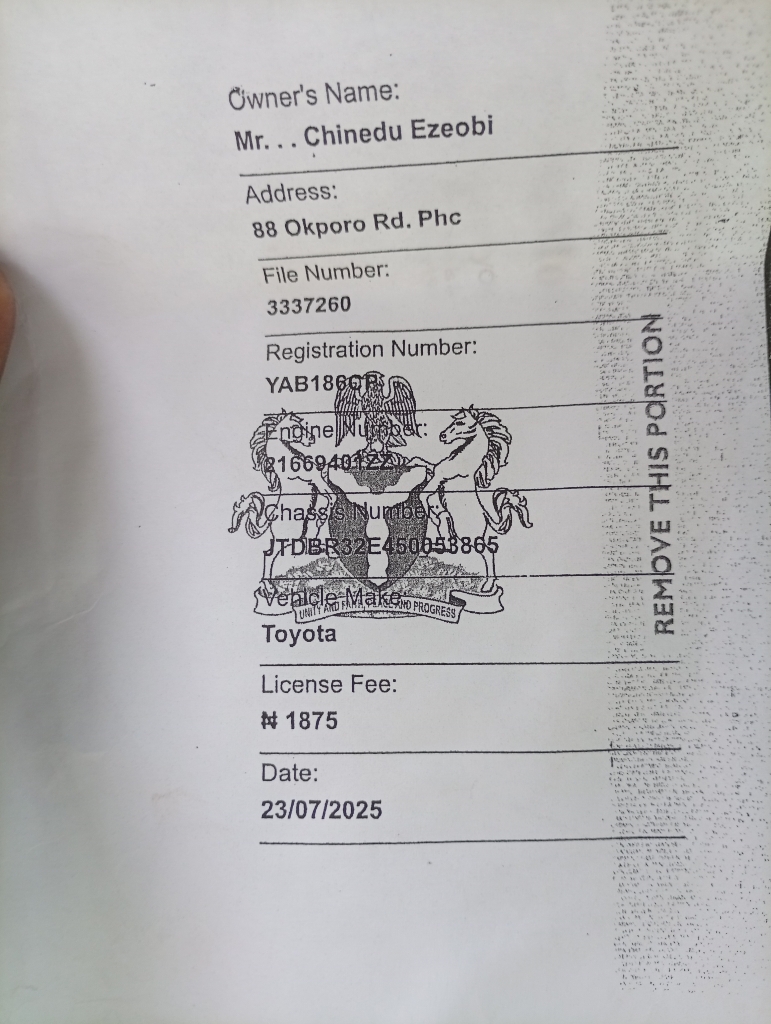 Owner's Name:
Mr. . . Chinedu Ezeobi
Address:
88 Okporo Rd. Phc
File Number:
3337260
Registration Number:
YAB186CP
Engine Number:
21669401ZZ
Chassis Number:
JTDBR32E450053865
Vehicle Make:
UNITY AND FAITH, PEACE AND PROGRESS
Toyota
License Fee:
₦ 1875
Date:
23/07/2025
REMOVE THIS PORTION